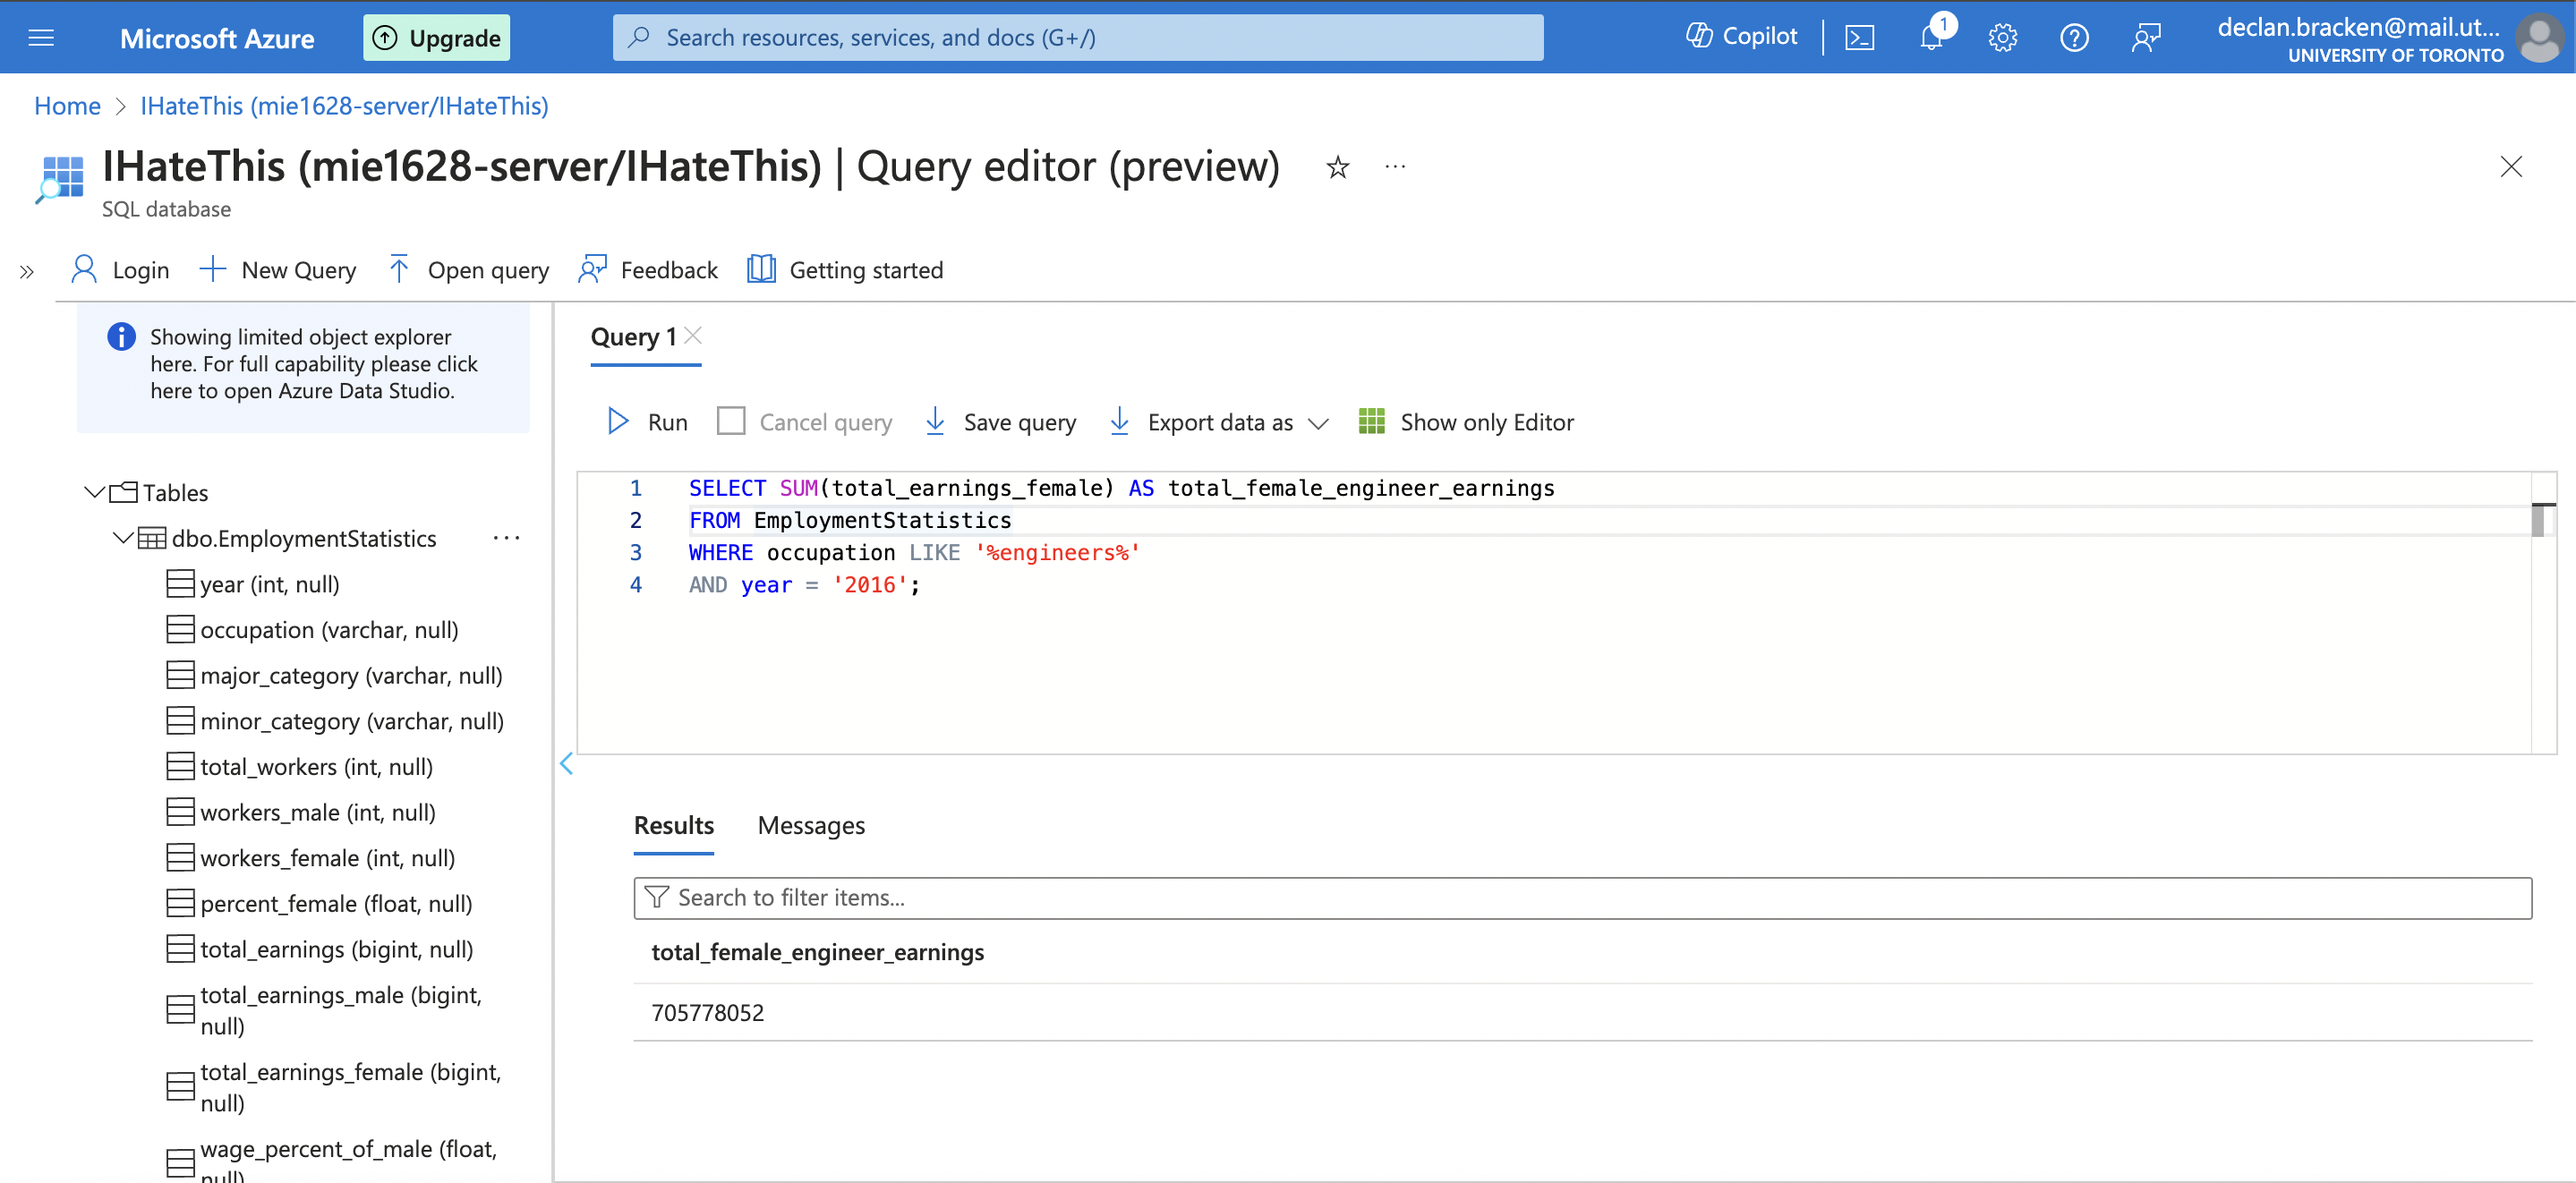 Microsoft Azure
Upgrade
Search resources, services, and docs (G+/)
Copilot
1
declan.bracken@mail.ut...
UNIVERSITY OF TORONTO
Home > IHateThis (mie1628-server/IHateThis)
IHateThis (mie1628-server/IHateThis) | Query editor (preview)
SQL database
Login
New Query
Open query
Feedback
Getting started
Showing limited object explorer
here. For full capability please click
here to open Azure Data Studio.
Tables
dbo.EmploymentStatistics
year (int, null)
occupation (varchar, null)
major_category (varchar, null)
minor_category (varchar, null)
total_workers (int, null)
workers_male (int, null)
workers_female (int, null)
percent_female (float, null)
total_earnings (bigint, null)
total_earnings_male (bigint,
null)
total_earnings_female (bigint,
null)
wage_percent_of_male (float,
null)
Query 1
Run
Cancel query
Save query
Export data as
Show only Editor
1 SELECT SUM(total_earnings_female) AS total_female_engineer_earnings
2 FROM EmploymentStatistics
3 WHERE occupation LIKE '%engineers%'
4 AND year = '2016';
Results
Messages
Search to filter items...
total_female_engineer_earnings
705778052